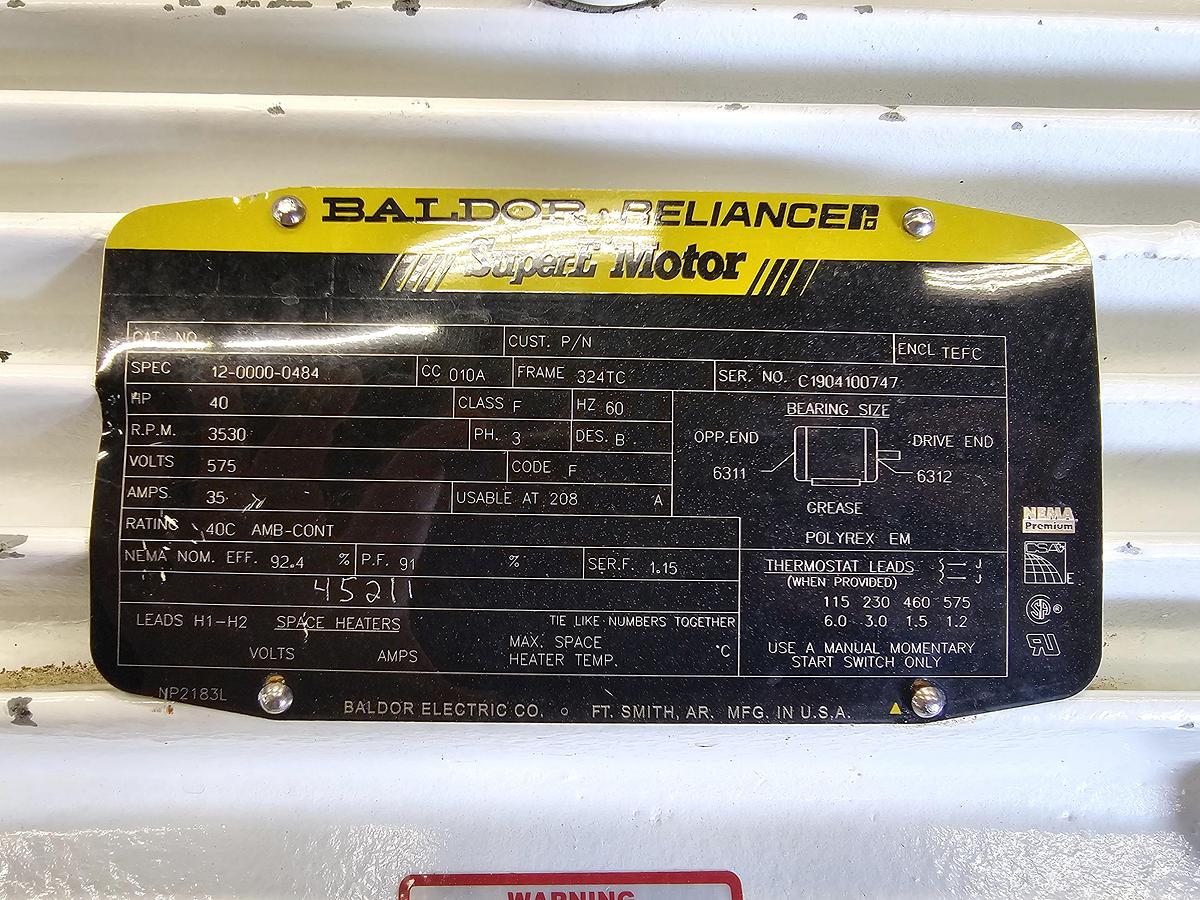 BALDOR · RELIANCE
Super-E Motor
CAT. NO. CUST. P/N ENCL TEFC
SPEC 12-0000-0484 CC 010A FRAME 324TC SER. NO. C1904100747
HP 40 CLASS F HZ 60
R.P.M. 3530 PH. 3 DES. B
VOLTS 575 CODE F
AMPS 35 USABLE AT 208 A
RATING 40C AMB-CONT
NEMA NOM. EFF. 92.4 % P.F. 91 % SER.F. 1.15
45211
LEADS H1-H2 SPACE HEATERS TIE LIKE NUMBERS TOGETHER
VOLTS AMPS MAX. SPACE HEATER TEMP. °C
BEARING SIZE
OPP.END DRIVE END
6311 6312
GREASE
POLYREX EM
THERMOSTAT LEADS J
(WHEN PROVIDED) J
115 230 460 575
6.0 3.0 1.5 1.2
USE A MANUAL MOMENTARY
START SWITCH ONLY
NEMA
Premium
CSA
E
SA ®
NP2183L
BALDOR ELECTRIC CO. ○ FT. SMITH, AR. MFG. IN U.S.A.
WARNING